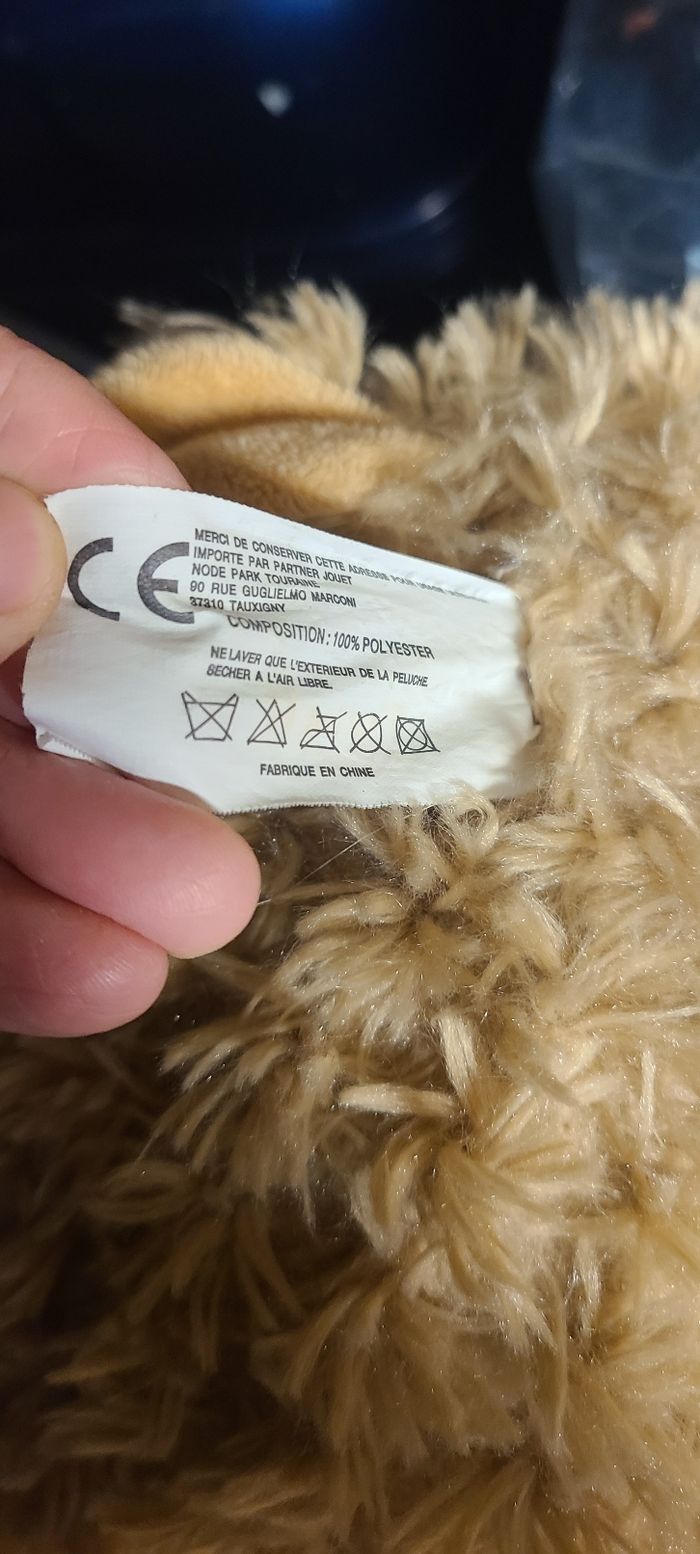 CE
MERCI DE CONSERVER CETTE ADRESSE POUR USAGE
IMPORTE PAR PARTNER JOUET
NODE PARK TOURAINE
90 RUE GUGLIELMO MARCONI
37310 TAUXIGNY
COMPOSITION : 100% POLYESTER
NE LAVER QUE L'EXTERIEUR DE LA PELUCHE
SECHER A L'AIR LIBRE.
FABRIQUE EN CHINE